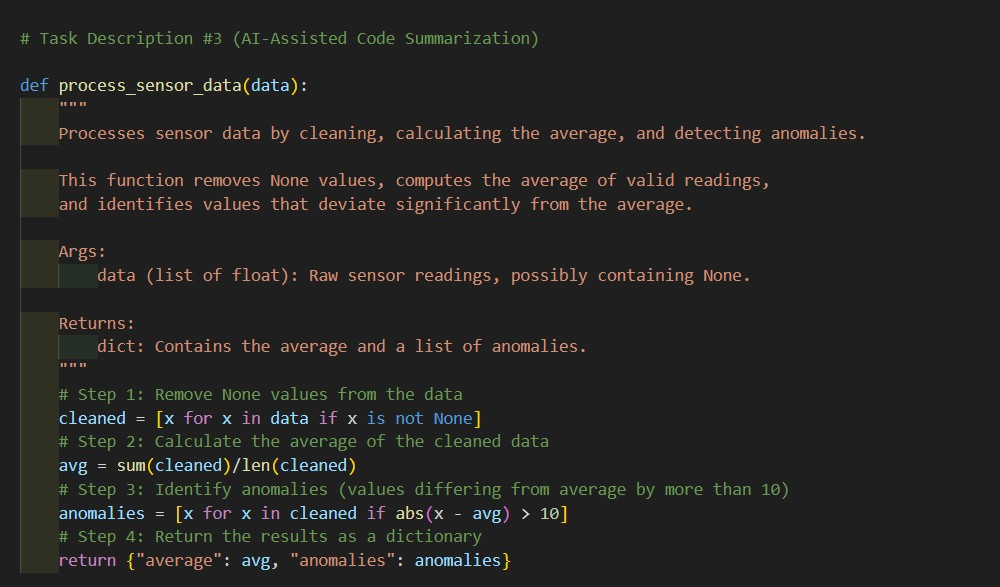 # Task Description #3 (AI-Assisted Code Summarization)
def process_sensor_data(data):
    """
    Processes sensor data by cleaning, calculating the average, and detecting anomalies.

    This function removes None values, computes the average of valid readings,
    and identifies values that deviate significantly from the average.

    Args:
        data (list of float): Raw sensor readings, possibly containing None.

    Returns:
        dict: Contains the average and a list of anomalies.
    """
    # Step 1: Remove None values from the data
    cleaned = [x for x in data if x is not None]
    # Step 2: Calculate the average of the cleaned data
    avg = sum(cleaned)/len(cleaned)
    # Step 3: Identify anomalies (values differing from average by more than 10)
    anomalies = [x for x in cleaned if abs(x - avg) > 10]
    # Step 4: Return the results as a dictionary
    return {"average": avg, "anomalies": anomalies}